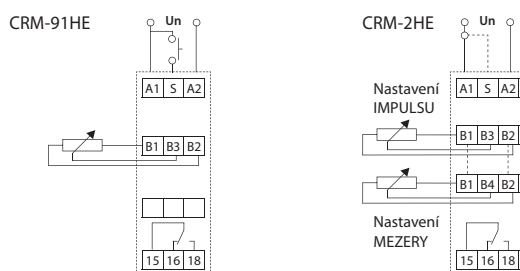 CRM-91HE
Un
A1 S A2
B1 B3 B2
15 16 18
CRM-2HE
Un
A1 S A2
Nastavení
IMPULSU
B1 B3 B2
B1 B4 B2
Nastavení
MEZERY
15 16 18